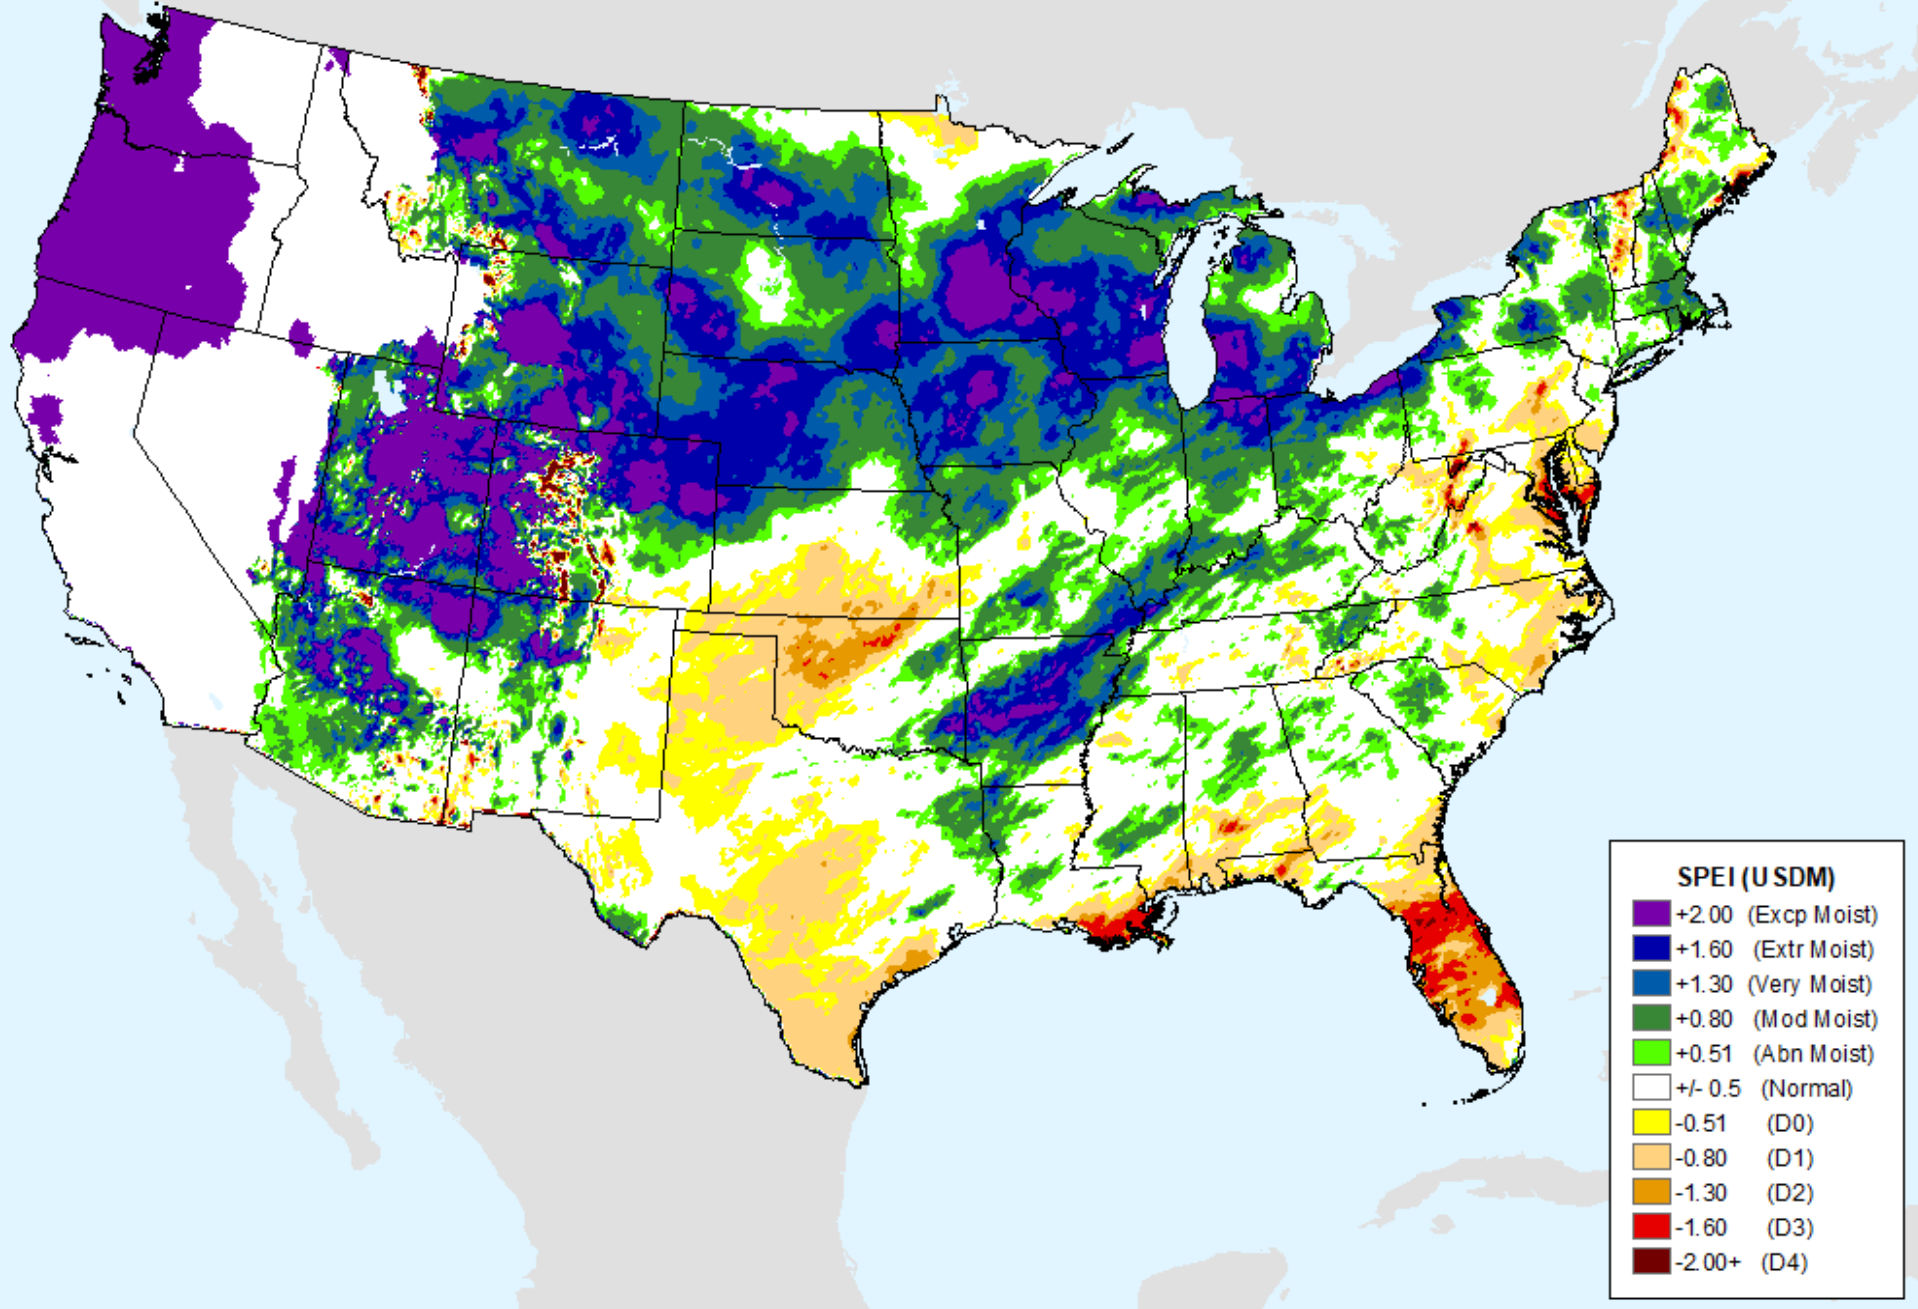 SPEI (USDM)
+2.00 (Excp Moist)
+1.60 (Extr Moist)
+1.30 (Very Moist)
+0.80 (Mod Moist)
+0.51 (Abn Moist)
+/- 0.5 (Normal)
-0.51 (D0)
-0.80 (D1)
-1.30 (D2)
-1.60 (D3)
-2.00+ (D4)